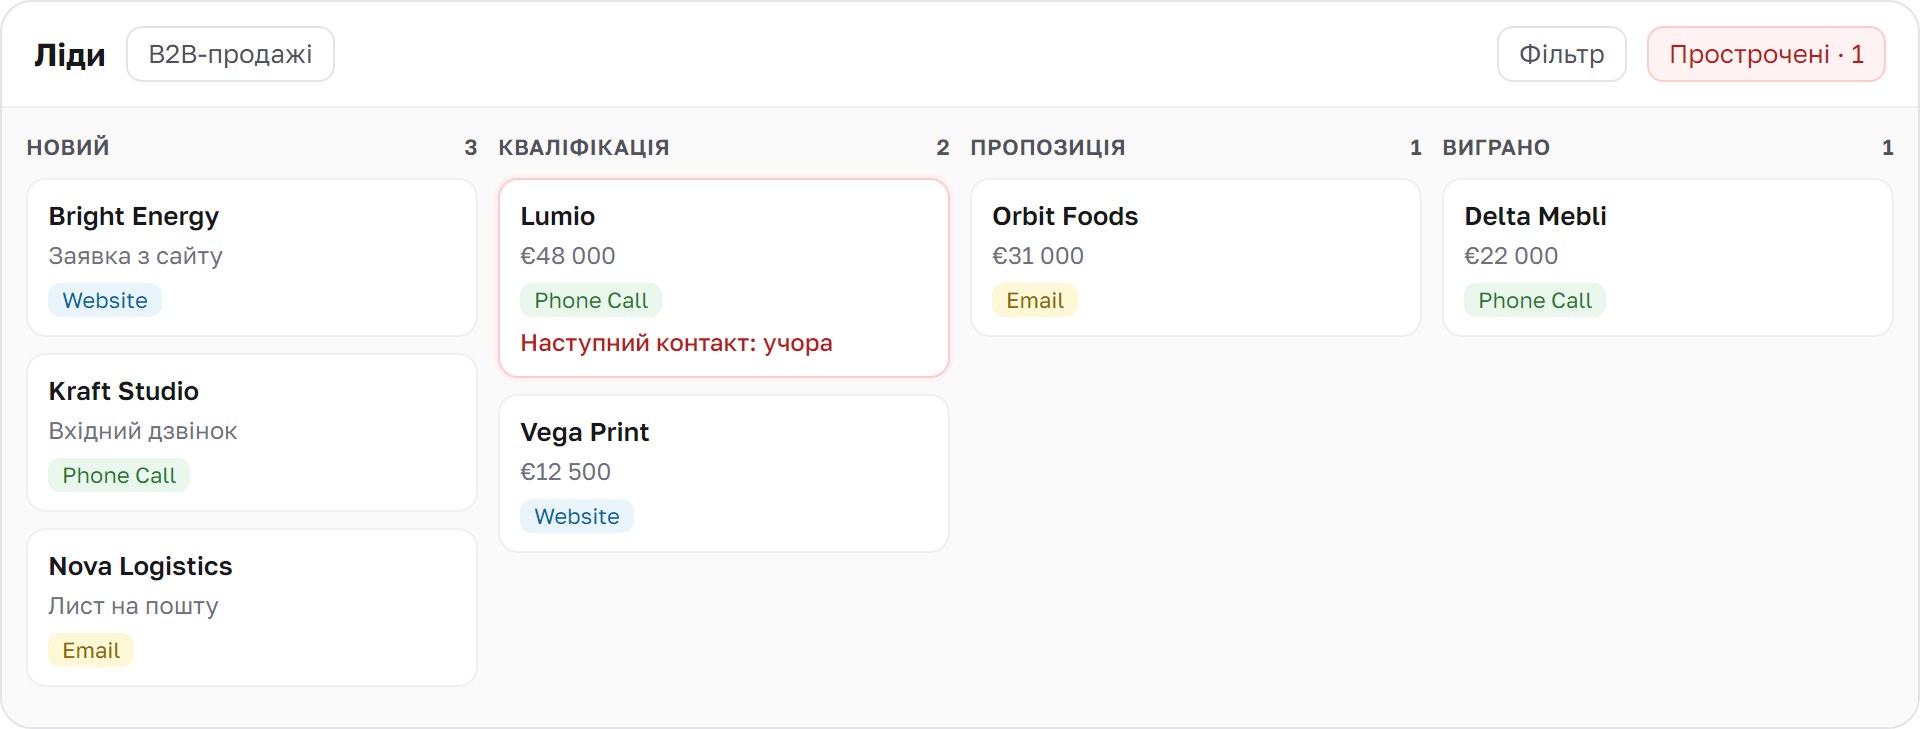 Ліди
B2B-продажі
Фільтр
Прострочені · 1
НОВИЙ 3
Bright Energy
Заявка з сайту
Website
Kraft Studio
Вхідний дзвінок
Phone Call
Nova Logistics
Лист на пошту
Email
КВАЛІФІКАЦІЯ 2
Lumio
€48 000
Phone Call
Наступний контакт: учора
Vega Print
€12 500
Website
ПРОПОЗИЦІЯ 1
Orbit Foods
€31 000
Email
ВИГРАНО 1
Delta Mebli
€22 000
Phone Call